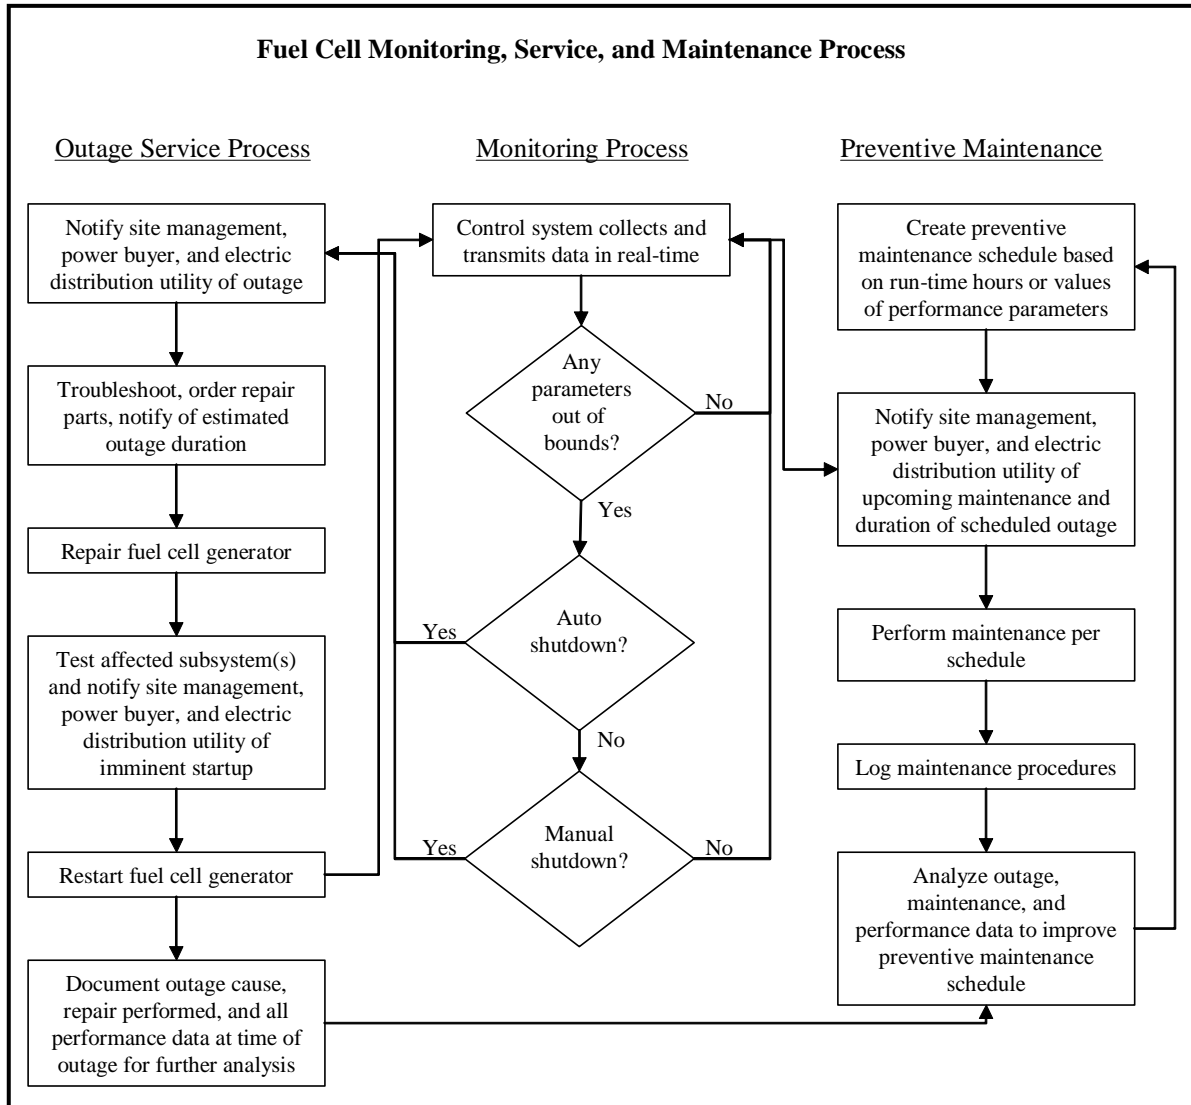 Fuel Cell Monitoring, Service, and Maintenance Process
Outage Service Process
Notify site management,
power buyer, and electric
distribution utility of outage
Troubleshoot, order repair
parts, notify of estimated
outage duration
Repair fuel cell generator
Test affected subsystem(s)
and notify site management,
power buyer, and electric
distribution utility of
imminent startup
Restart fuel cell generator
Document outage cause,
repair performed, and all
performance data at time of
outage for further analysis
Monitoring Process
Control system collects and
transmits data in real-time
Any
parameters
out of
bounds?
No
Yes
Auto
shutdown?
Yes
No
Manual
shutdown?
Yes
No
Preventive Maintenance
Create preventive
maintenance schedule based
on run-time hours or values
of performance parameters
Notify site management,
power buyer, and electric
distribution utility of
upcoming maintenance and
duration of scheduled outage
Perform maintenance per
schedule
Log maintenance procedures
Analyze outage,
maintenance, and
performance data to improve
preventive maintenance
schedule